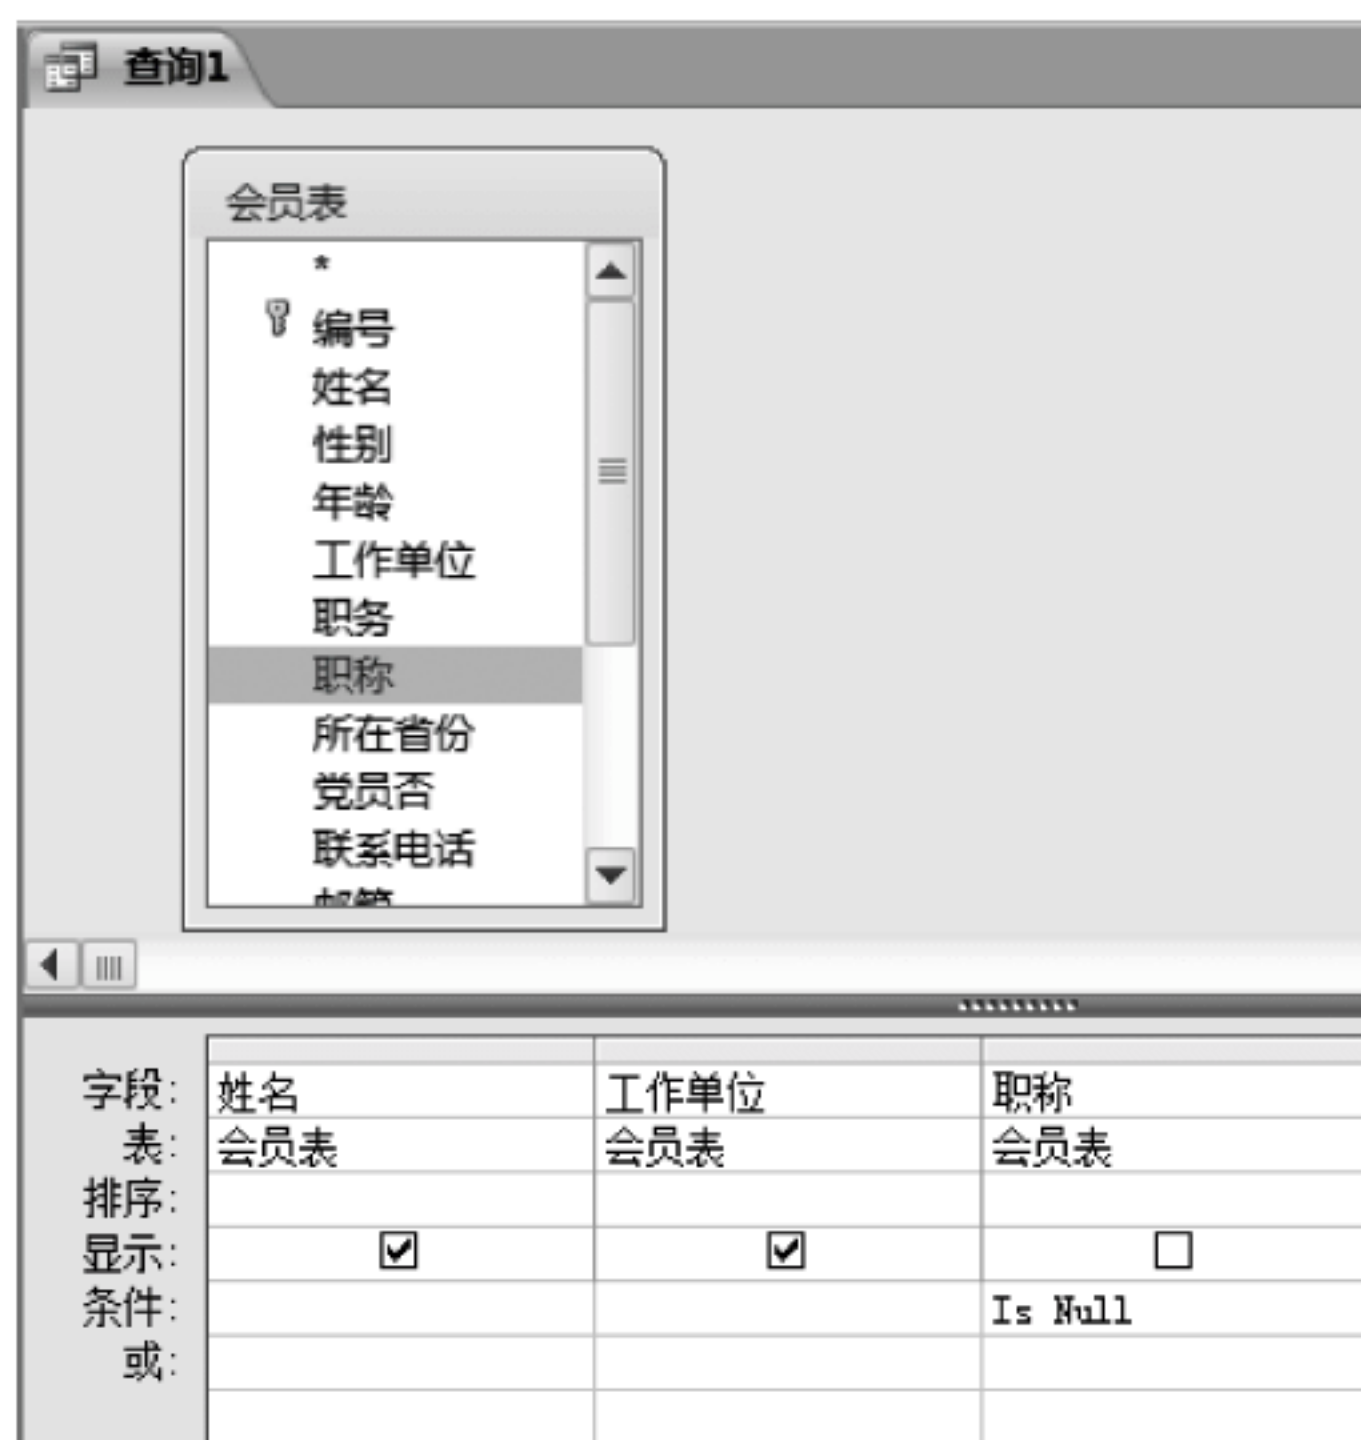 查询1
会员表
*
编号
姓名
性别
年龄
工作单位
职务
职称
所在省份
党员否
联系电话
邮箱
字段: 姓名 工作单位 职称
表: 会员表 会员表 会员表
排序:
显示:
条件: Is Null
或: